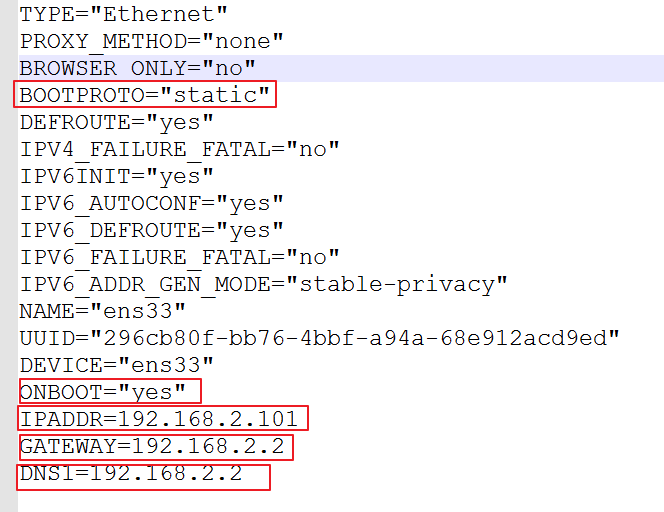 TYPE="Ethernet"
PROXY_METHOD="none"
BROWSER_ONLY="no"
BOOTPROTO="static"
DEFROUTE="yes"
IPV4_FAILURE_FATAL="no"
IPV6INIT="yes"
IPV6_AUTOCONF="yes"
IPV6_DEFROUTE="yes"
IPV6_FAILURE_FATAL="no"
IPV6_ADDR_GEN_MODE="stable-privacy"
NAME="ens33"
UUID="296cb80f-bb76-4bbf-a94a-68e912acd9ed"
DEVICE="ens33"
ONBOOT="yes"
IPADDR=192.168.2.101
GATEWAY=192.168.2.2
DNS1=192.168.2.2